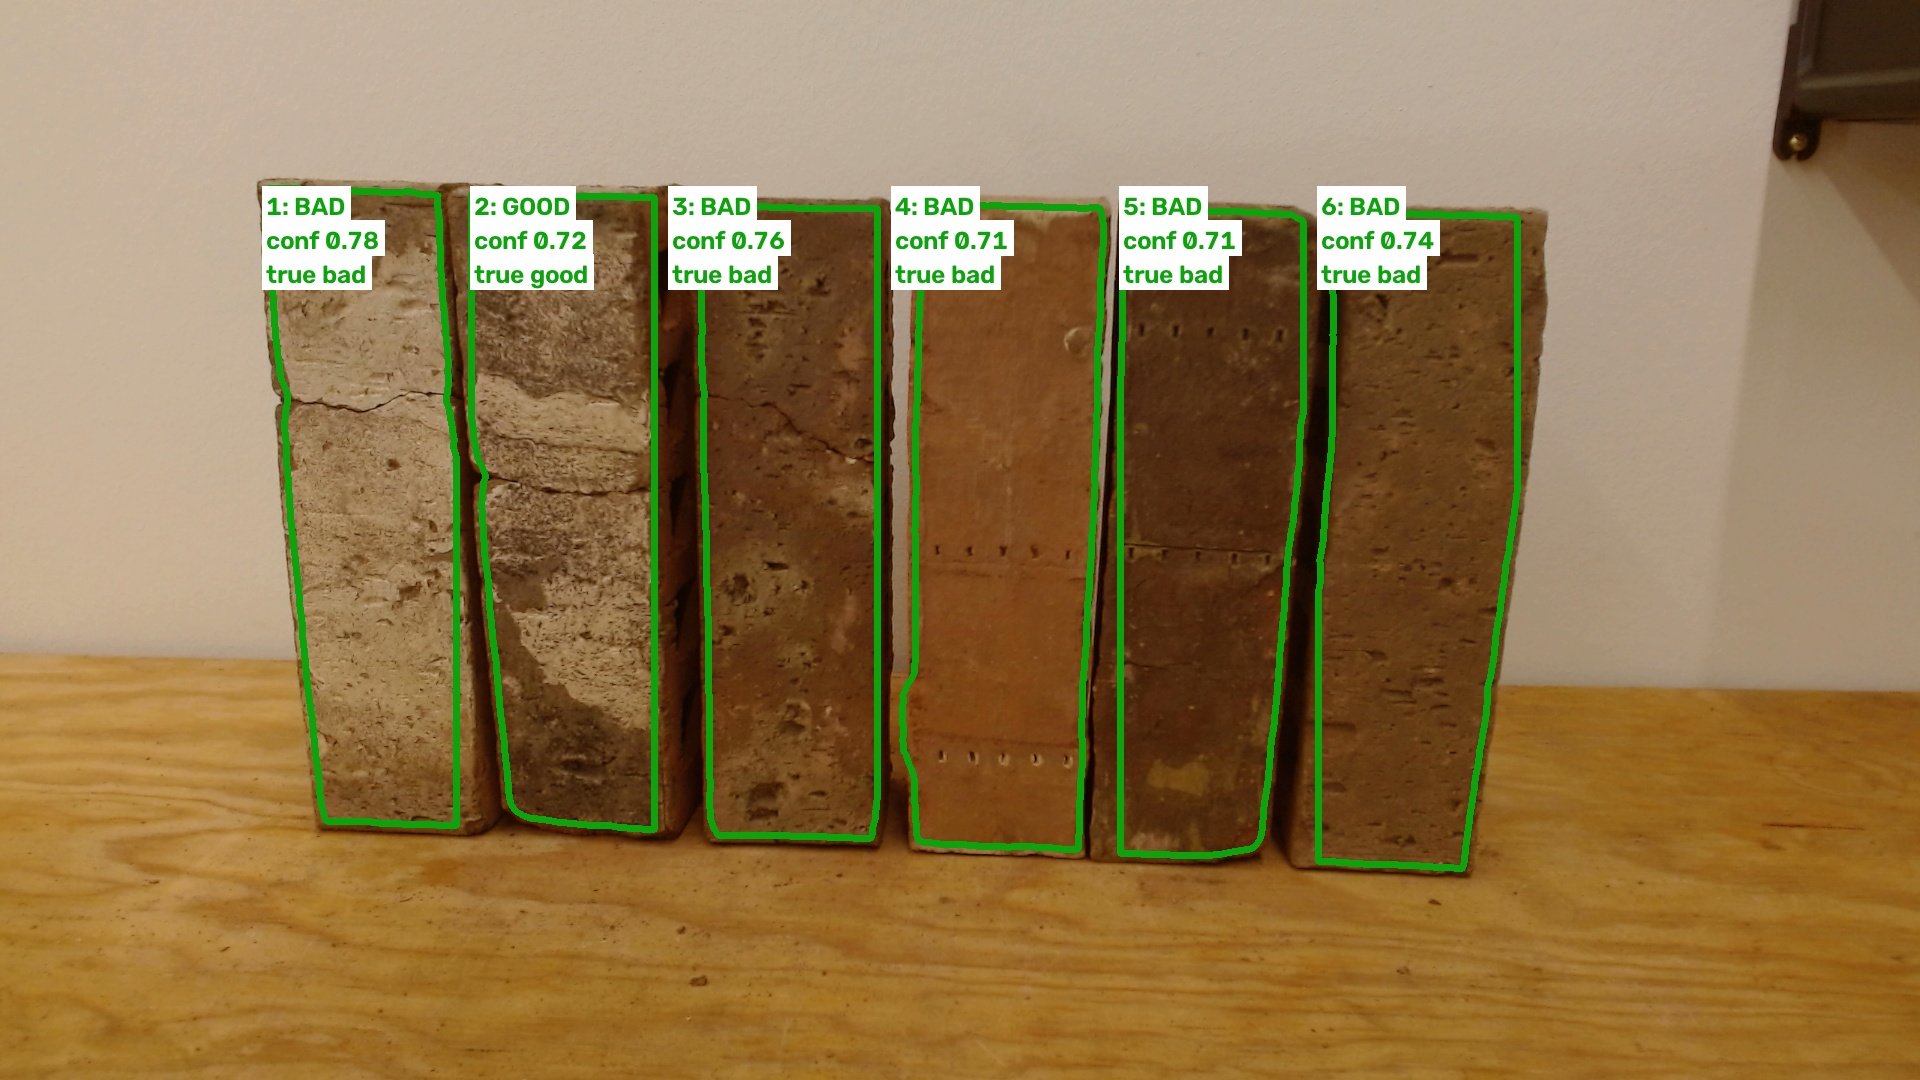 1: BAD
conf 0.78
true bad
2: GOOD
conf 0.72
true good
3: BAD
conf 0.76
true bad
4: BAD
conf 0.71
true bad
5: BAD
conf 0.71
true bad
6: BAD
conf 0.74
true bad